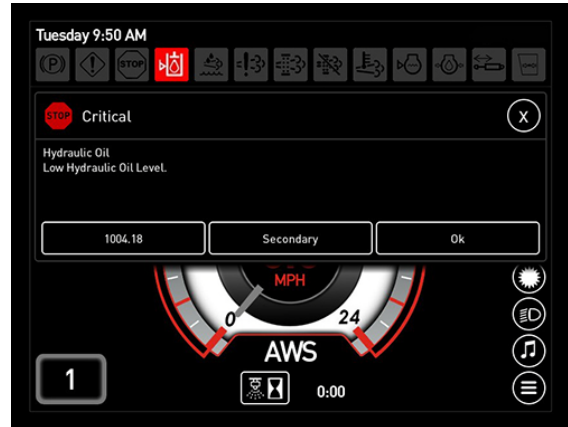 Tuesday 9:50 AM
(P) STOP
STOP Critical X
Hydraulic Oil
Low Hydraulic Oil Level.
1004.18 Secondary Ok
MPH
0 24
AWS
1 0:00